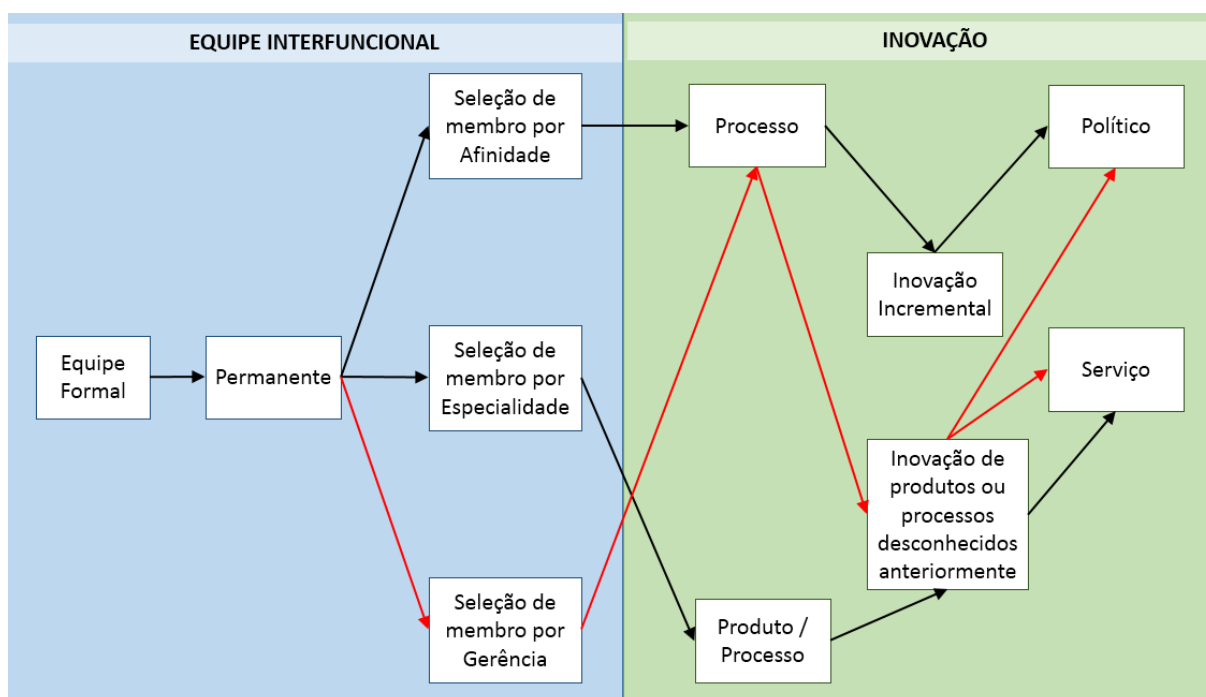 EQUIPE INTERFUNCIONAL
INOVAÇÃO
Equipe
Formal
Permanente
Seleção de
membro por
Afinidade
Seleção de
membro por
Especialidade
Seleção de
membro por
Gerência
Processo
Produto /
Processo
Inovação
Incremental
Inovação de
produtos ou
processos
desconhecidos
anteriormente
Político
Serviço